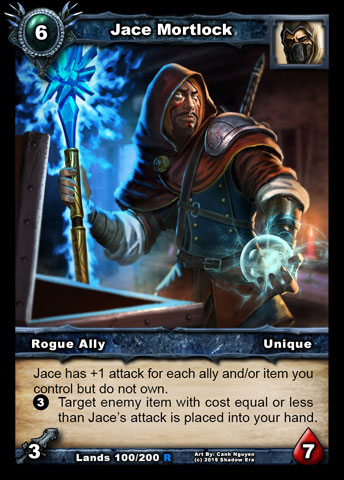 6
Jace Mortlock
Rogue Ally Unique
Jace has +1 attack for each ally and/or item you
control but do not own.
3 Target enemy item with cost equal or less
than Jace's attack is placed into your hand.
3 Lands 100/200 R 7
Art By: Canh Nguyen
(c) 2019 Shadow Era